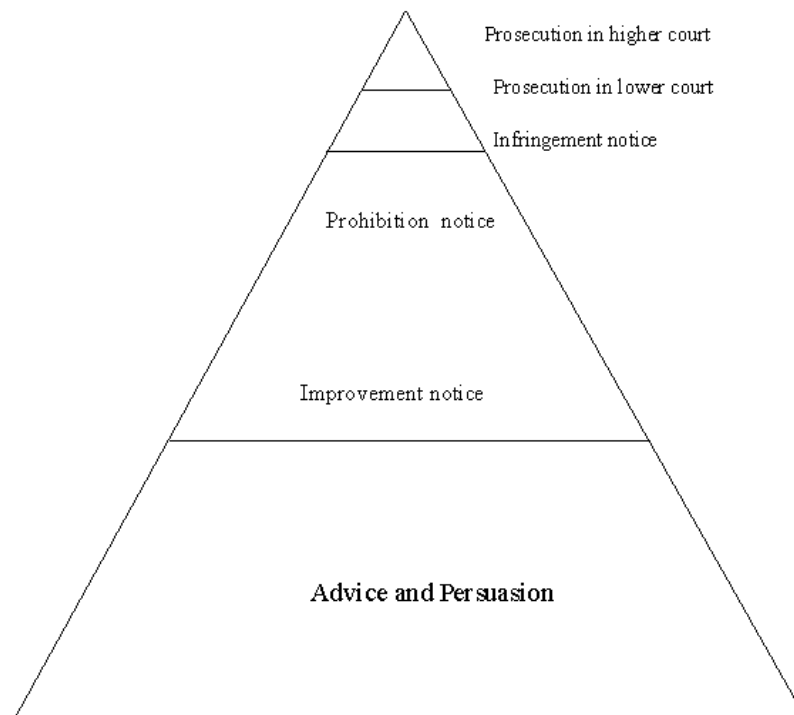 Prosecution in higher court
Prosecution in lower court
Infringement notice
Prohibition notice
Improvement notice
Advice and Persuasion